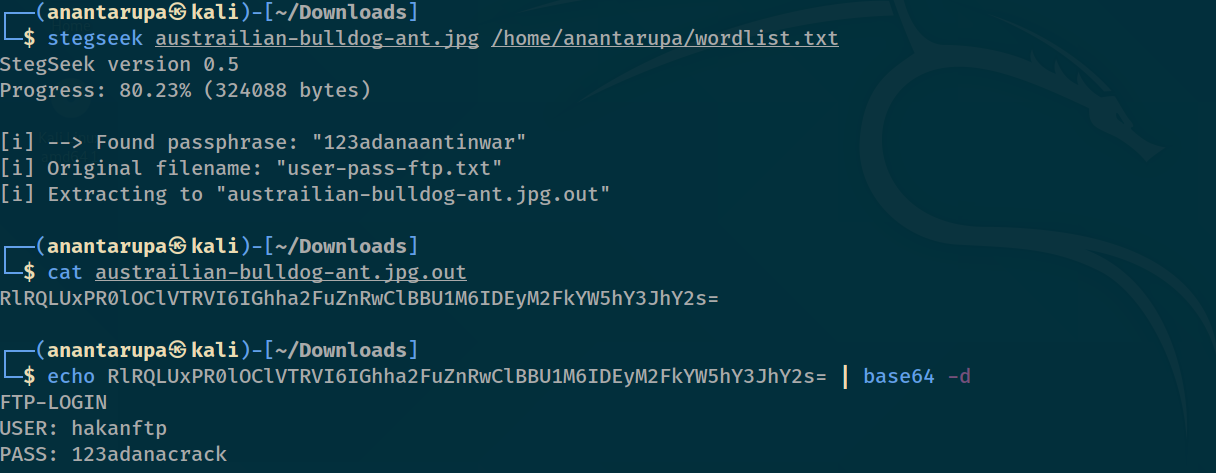 ┌──(anantarupa㉿kali)-[~/Downloads]
└─$ stegseek austrailian-bulldog-ant.jpg /home/anantarupa/wordlist.txt
StegSeek version 0.5
Progress: 80.23% (324088 bytes)
[i] --> Found passphrase: "123adanaantinwar"
[i] Original filename: "user-pass-ftp.txt"
[i] Extracting to "austrailian-bulldog-ant.jpg.out"
┌──(anantarupa㉿kali)-[~/Downloads]
└─$ cat austrailian-bulldog-ant.jpg.out
RlRQLUxPR0lOClVTRVI6IGhha2FuZnRwClBBU1M6IDEyM2FkYW5hY3JhY2s=
┌──(anantarupa㉿kali)-[~/Downloads]
└─$ echo RlRQLUxPR0lOClVTRVI6IGhha2FuZnRwClBBU1M6IDEyM2FkYW5hY3JhY2s= | base64 -d
FTP-LOGIN
USER: hakanftp
PASS: 123adanacrack